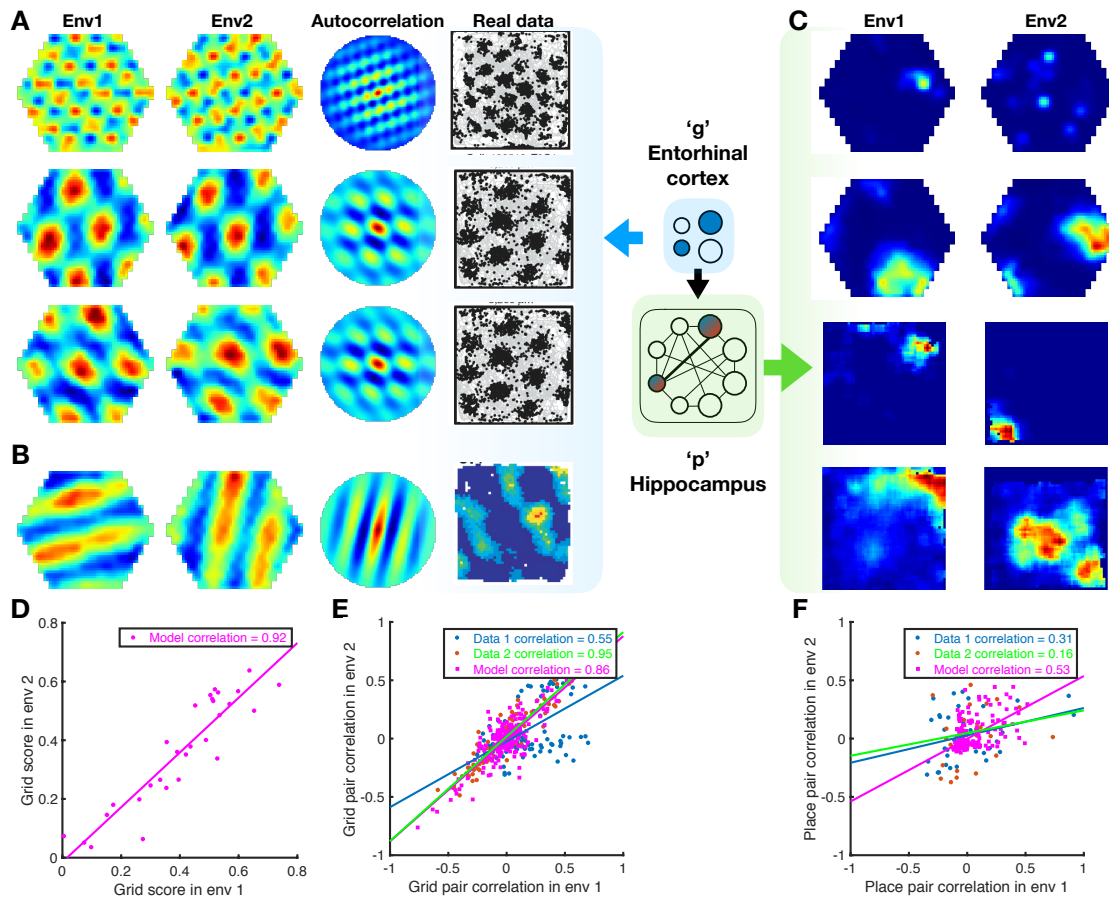 A
Env1
Env2
Autocorrelation
Real data
'g'
Entorhinal
cortex
'p'
Hippocampus
C
Env1
Env2
B
D
0.8
0.6
0.4
0.2
0
0
0.2
0.4
0.6
0.8
Grid score in env 2
Grid score in env 1
Model correlation = 0.92
E
1
0.5
0
-0.5
-1
-1
-0.5
0
0.5
1
Grid pair correlation in env 2
Grid pair correlation in env 1
Data 1 correlation = 0.55
Data 2 correlation = 0.95
Model correlation = 0.86
F
1
0.5
0
-0.5
-1
-1
-0.5
0
0.5
1
Place pair correlation in env 2
Place pair correlation in env 1
Data 1 correlation = 0.31
Data 2 correlation = 0.16
Model correlation = 0.53